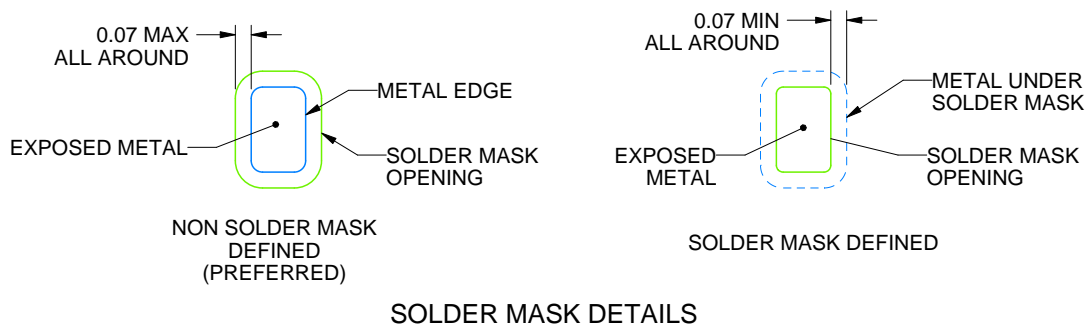 0.07 MAX
ALL AROUND
METAL EDGE
EXPOSED METAL
SOLDER MASK
OPENING
NON SOLDER MASK
DEFINED
(PREFERRED)
0.07 MIN
ALL AROUND
METAL UNDER
SOLDER MASK
EXPOSED
METAL
SOLDER MASK
OPENING
SOLDER MASK DEFINED
SOLDER MASK DETAILS